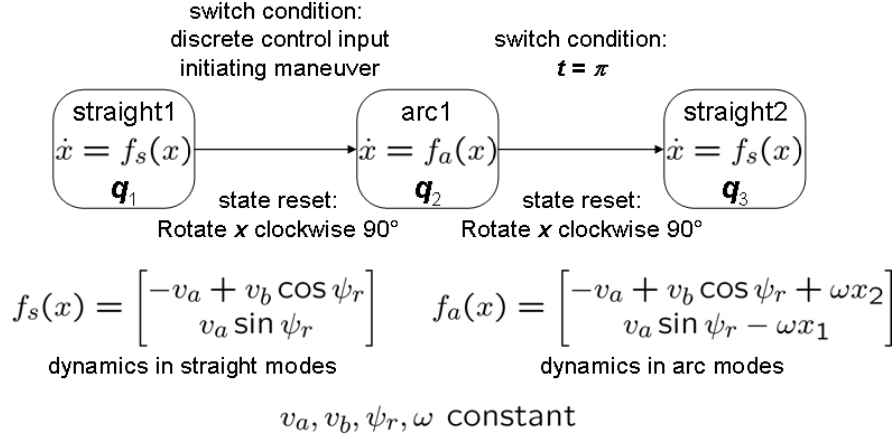 switch condition:
discrete control input
initiating maneuver
switch condition:
t = π
straight1
ẋ = f_s(x)
q_1
arc1
ẋ = f_a(x)
q_2
straight2
ẋ = f_s(x)
q_3
state reset:
Rotate x clockwise 90°
state reset:
Rotate x clockwise 90°
f_s(x) = [−v_a + v_b cos ψ_r
v_a sin ψ_r]
dynamics in straight modes
f_a(x) = [−v_a + v_b cos ψ_r + ωx_2
v_a sin ψ_r − ωx_1]
dynamics in arc modes
v_a, v_b, ψ_r, ω constant